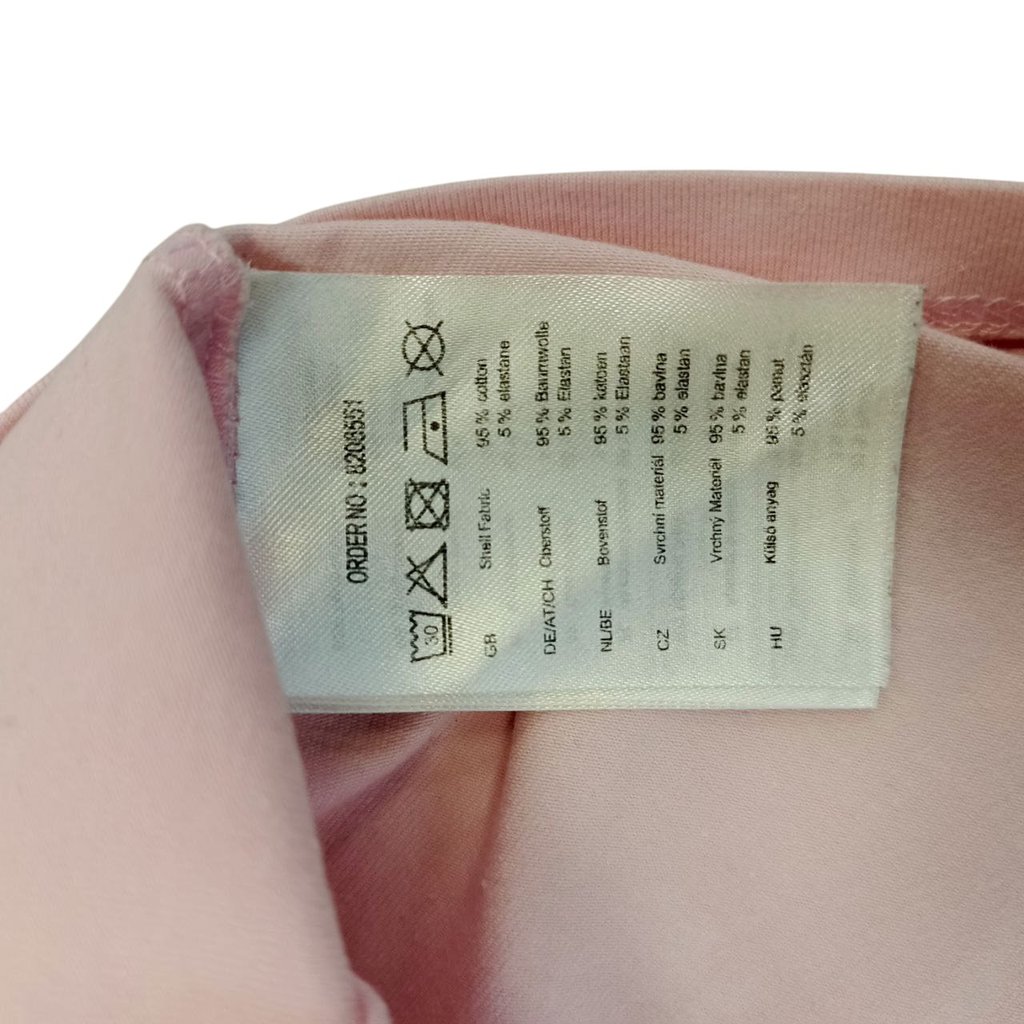 ORDER NO : 8208551
30
GB Shell Fabric 95 % cotton
5 % elastane
DE/AT/CH Oberstoff 95 % Baumwolle
5 % Elastan
NL/BE Bovenstof 95 % katoen
5 % Elastaan
CZ Svrchní materiál 95 % bavlna
5 % elastan
SK Vrchný Materiál 95 % bavlna
5 % elastan
HU Külső anyag 95 % pamut
5 % elasztán